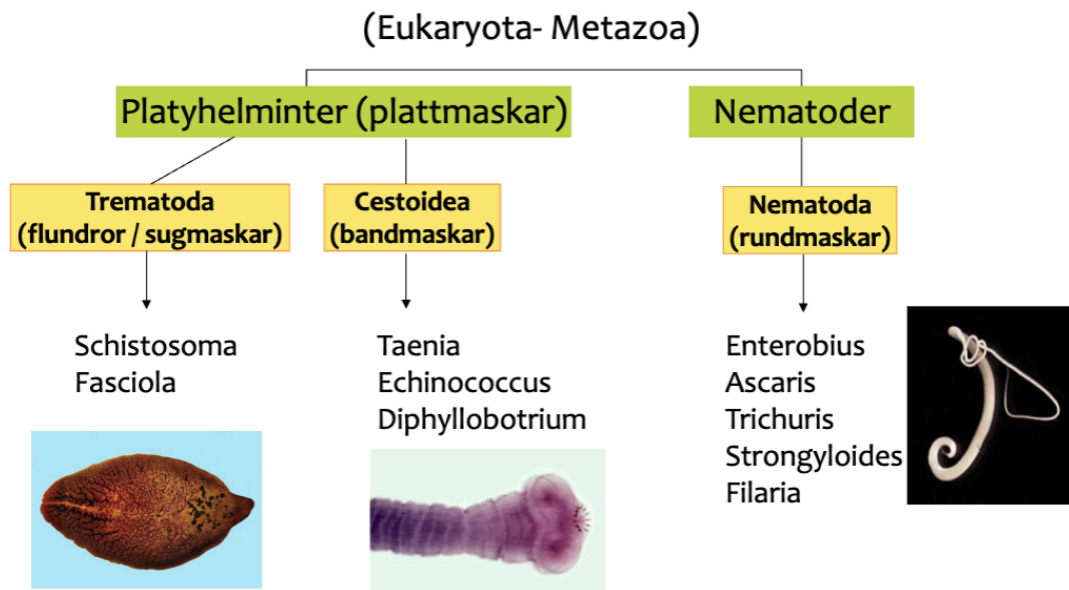 (Eukaryota- Metazoa)
Platyhelminter (plattmaskar)
Nematoder
Trematoda
(flundror / sugmaskar)
Cestoidea
(bandmaskar)
Nematoda
(rundmaskar)
Schistosoma
Fasciola
Taenia
Echinococcus
Diphyllobotrium
Enterobius
Ascaris
Trichuris
Strongyloides
Filaria